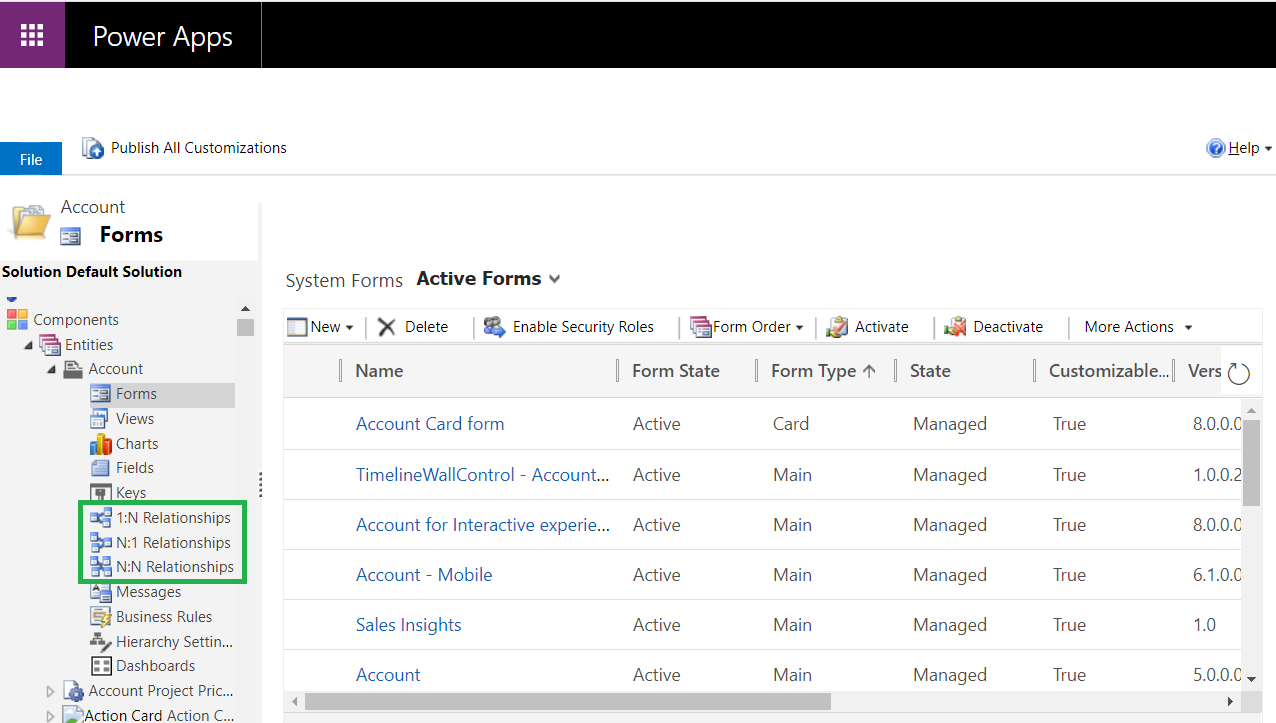 Power Apps
File
Publish All Customizations
Help
Account
Forms
Solution Default Solution
Components
Entities
Account
Forms
Views
Charts
Fields
Keys
1:N Relationships
N:1 Relationships
N:N Relationships
Messages
Business Rules
Hierarchy Settin...
Dashboards
Account Project Pric...
Action Card Action C...
System Forms Active Forms
New Delete Enable Security Roles Form Order Activate Deactivate More Actions
Name Form State Form Type State Customizable... Vers
Account Card form Active Card Managed True 8.0.0.0
TimelineWallControl - Account... Active Main Managed True 1.0.0.2
Account for Interactive experie... Active Main Managed True 8.0.0.0
Account - Mobile Active Main Managed True 6.1.0.0
Sales Insights Active Main Managed True 1.0
Account Active Main Managed True 5.0.0.0